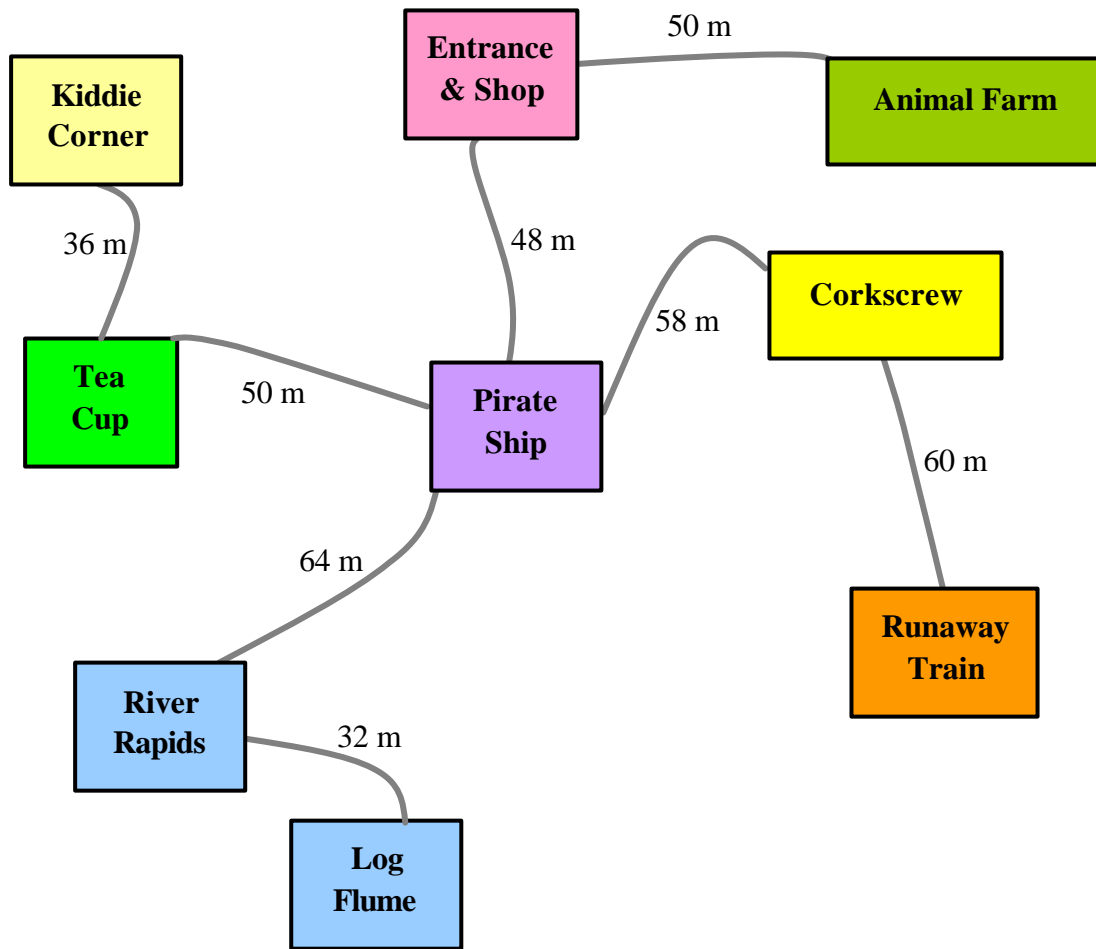 50 m
Entrance
& Shop
Kiddie
Corner
Animal Farm
36 m
48 m
Corkscrew
58 m
Tea
Cup
50 m
Pirate
Ship
60 m
64 m
Runaway
Train
River
Rapids
32 m
Log
Flume